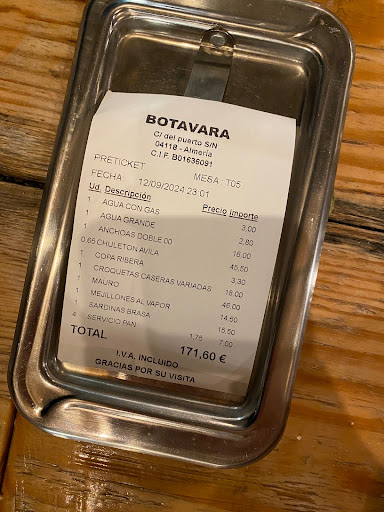 BOTAVARA
C/ del puerto S/N
04118 - Almería
C.I.F. B01636091
PRETICKET MESA : T05
FECHA 12/09/2024 23:01
Ud. Descripción Precio Importe
1 AGUA CON GAS 3,00
1 AGUA GRANDE 2,80
1 ANCHOAS DOBLE 00 16,00
0,65 CHULETON AVILA 45,50
1 COPA RIBERA 3,30
1 CROQUETAS CASERAS VARIADAS 18,00
1 MAURO 46,00
1 MEJILLONES AL VAPOR 14,50
1 SARDINAS BRASA 15,50
4 SERVICIO PAN 1,75 7,00
TOTAL 171,60 €
I.V.A. INCLUIDO
GRACIAS POR SU VISITA